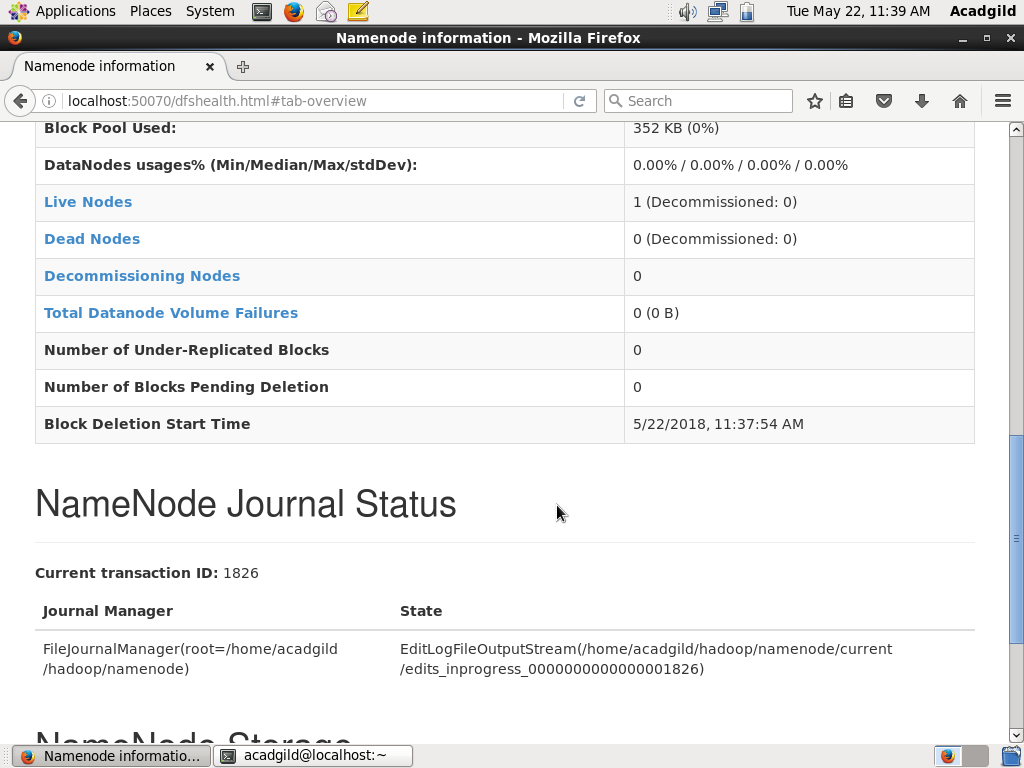 Applications Places System Tue May 22, 11:39 AM Acadgild
Namenode information - Mozilla Firefox
Namenode information
localhost:50070/dfshealth.html#tab-overview Search
Block Pool Used: 352 KB (0%)
DataNodes usages% (Min/Median/Max/stdDev): 0.00% / 0.00% / 0.00% / 0.00%
Live Nodes 1 (Decommissioned: 0)
Dead Nodes 0 (Decommissioned: 0)
Decommissioning Nodes 0
Total Datanode Volume Failures 0 (0 B)
Number of Under-Replicated Blocks 0
Number of Blocks Pending Deletion 0
Block Deletion Start Time 5/22/2018, 11:37:54 AM
NameNode Journal Status
Current transaction ID: 1826
Journal Manager State
FileJournalManager(root=/home/acadgild EditLogFileOutputStream(/home/acadgild/hadoop/namenode/current
/hadoop/namenode) /edits_inprogress_0000000000000001826)
NameNode Storage
Namenode informatio... acadgild@localhost:~